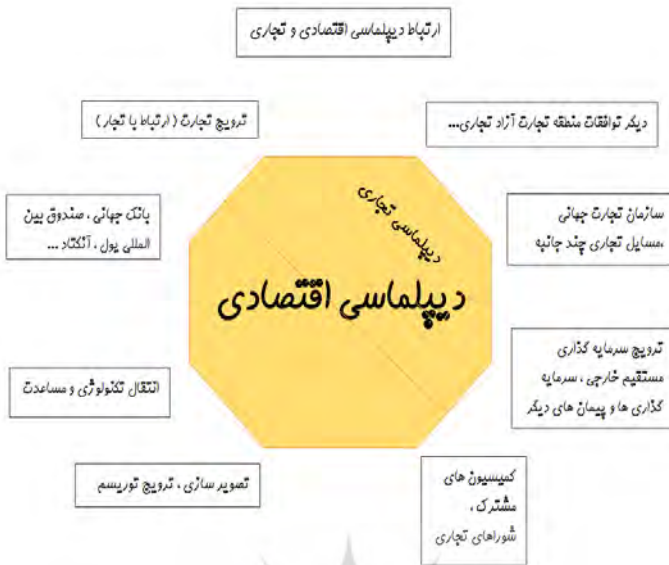 ارتباط دیپلماسی اقتصادی و تجاری
دیگر توافقات منطقه تجارت آزاد تجاری...
ترویج تجارت ( ارتباط با تجار )
دیپلماسی تجاری
سازمان تجارت جهانی
،مسایل تجاری چند جانبه
بانک جهانی ، صندوق بین
المللی پول ، آنکتاد ...
دیپلماسی اقتصادی
ترویج سرمایه گذاری
مستقیم خارجی ، سرمایه
گذاری ها و پیمان های دیگر
انتقال تکنولوژی و مساعدت
کمیسیون های
مشترک ،
شوراهای تجاری
تصویر سازی ، ترویج توریسم